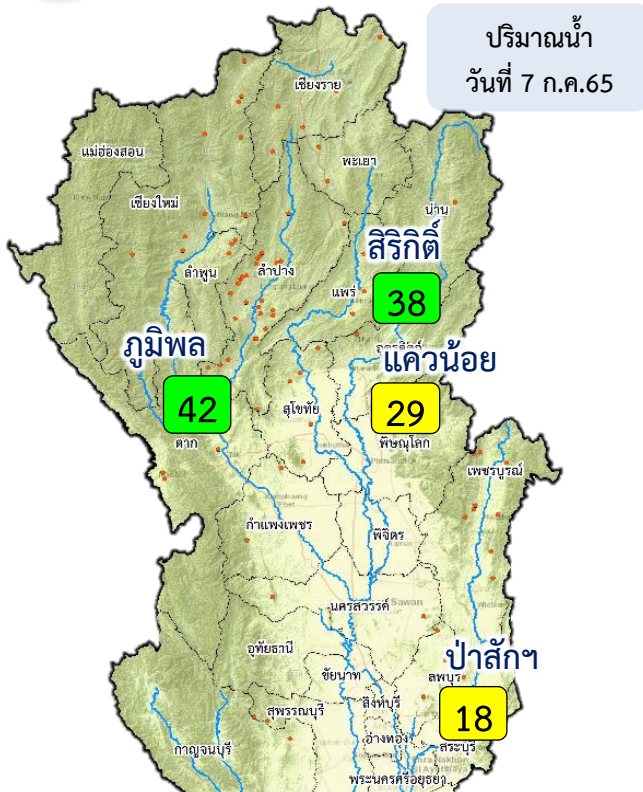 ปริมาณน้ำ
วันที่ 7 ก.ค.65
เชียงราย
แม่ฮ่องสอน
พะเยา
เชียงใหม่
น่าน
สิริกิติ์
ลำพูน
ลำปาง
แพร่
38
ภูมิพล
แควน้อย
42
สุโขทัย
29
ตาก
พิษณุโลก
เพชรบูรณ์
กำแพงเพชร
พิจิตร
นครสวรรค์
Sawan
อุทัยธานี
ชัยนาท
ป่าสักฯ
ลพบุรี
สิงห์บุรี
สุพรรณบุรี
18
อ่างทอง
สระบุรี
กาญจนบุรี
พระนครศรีอยุธยา